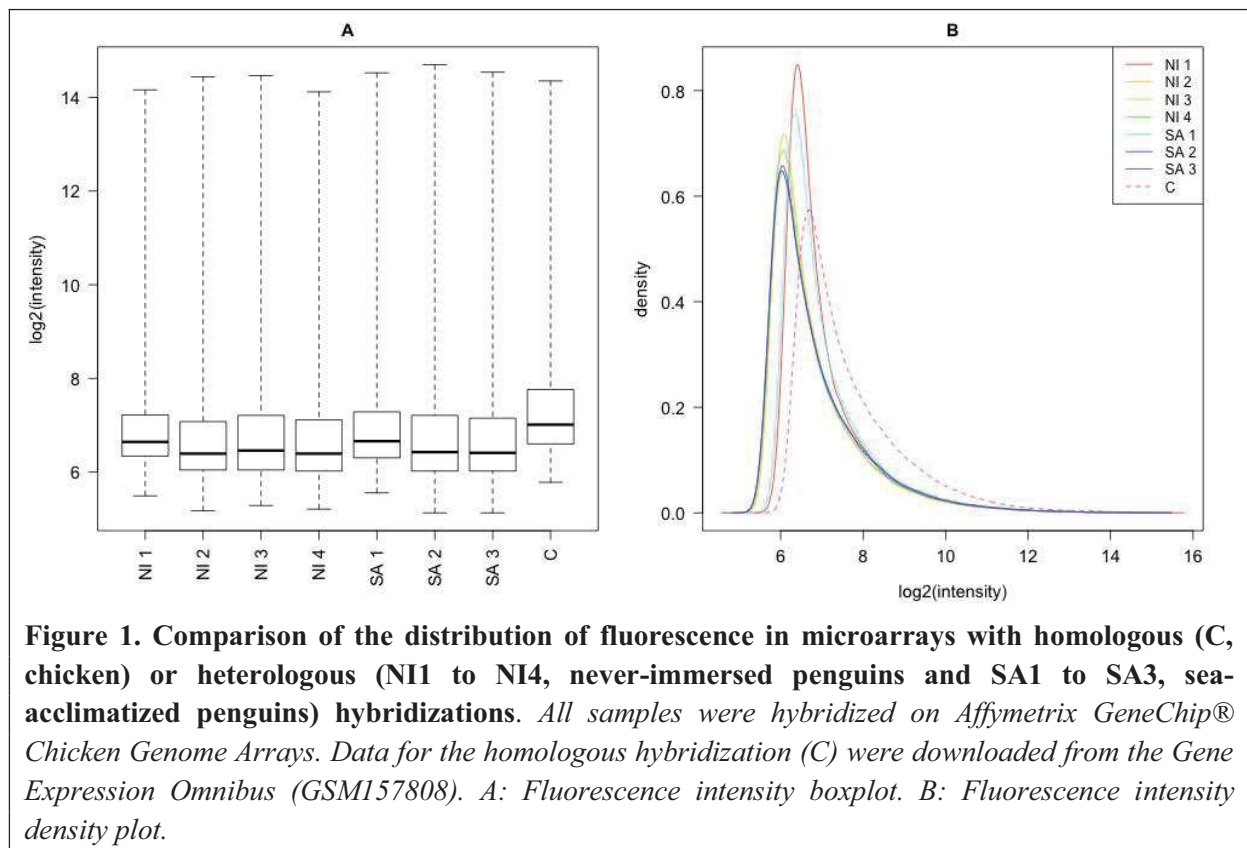 A
B
log2(intensity)
14
12
10
8
6
NI 1
NI 2
NI 3
NI 4
SA 1
SA 2
SA 3
C
density
0.8
0.6
0.4
0.2
0.0
6
8
10
12
14
16
log2(intensity)
NI 1
NI 2
NI 3
NI 4
SA 1
SA 2
SA 3
C
Figure 1. Comparison of the distribution of fluorescence in microarrays with homologous (C,
chicken) or heterologous (NI1 to NI4, never-immersed penguins and SA1 to SA3, sea-
acclimatized penguins) hybridizations. All samples were hybridized on Affymetrix GeneChip®
Chicken Genome Arrays. Data for the homologous hybridization (C) were downloaded from the Gene
Expression Omnibus (GSM157808). A: Fluorescence intensity boxplot. B: Fluorescence intensity
density plot.